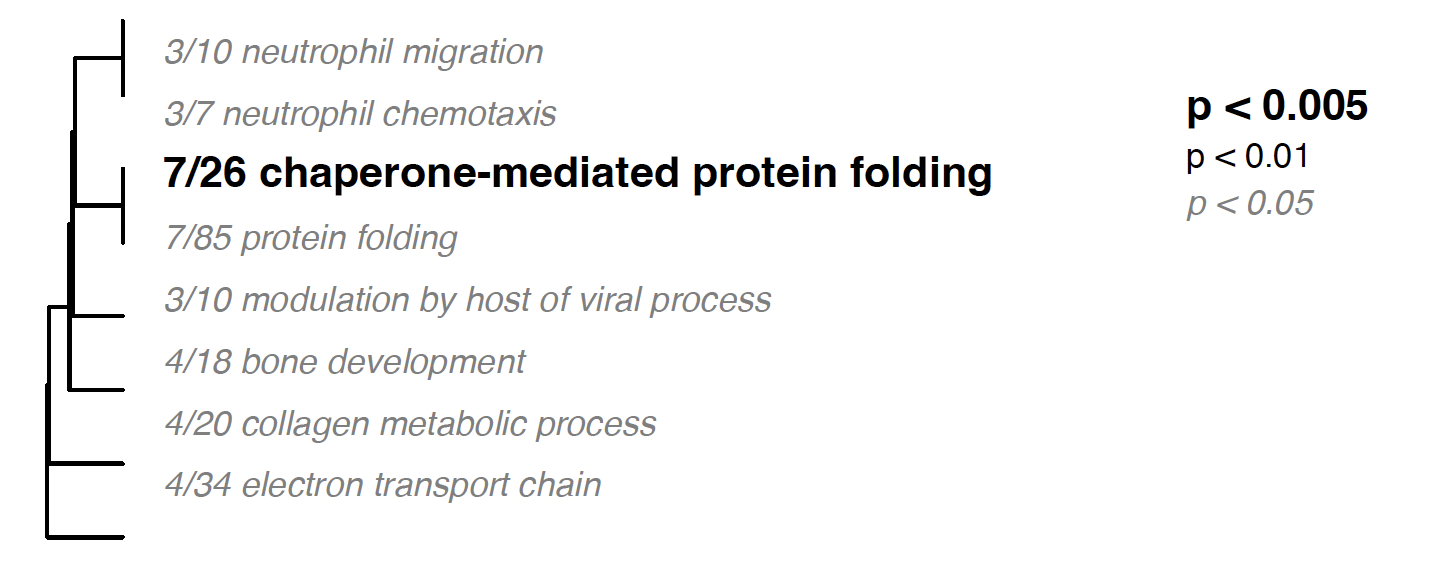 3/10 neutrophil migration
3/7 neutrophil chemotaxis
7/26 chaperone-mediated protein folding
7/85 protein folding
3/10 modulation by host of viral process
4/18 bone development
4/20 collagen metabolic process
4/34 electron transport chain
p < 0.005
p < 0.01
p < 0.05